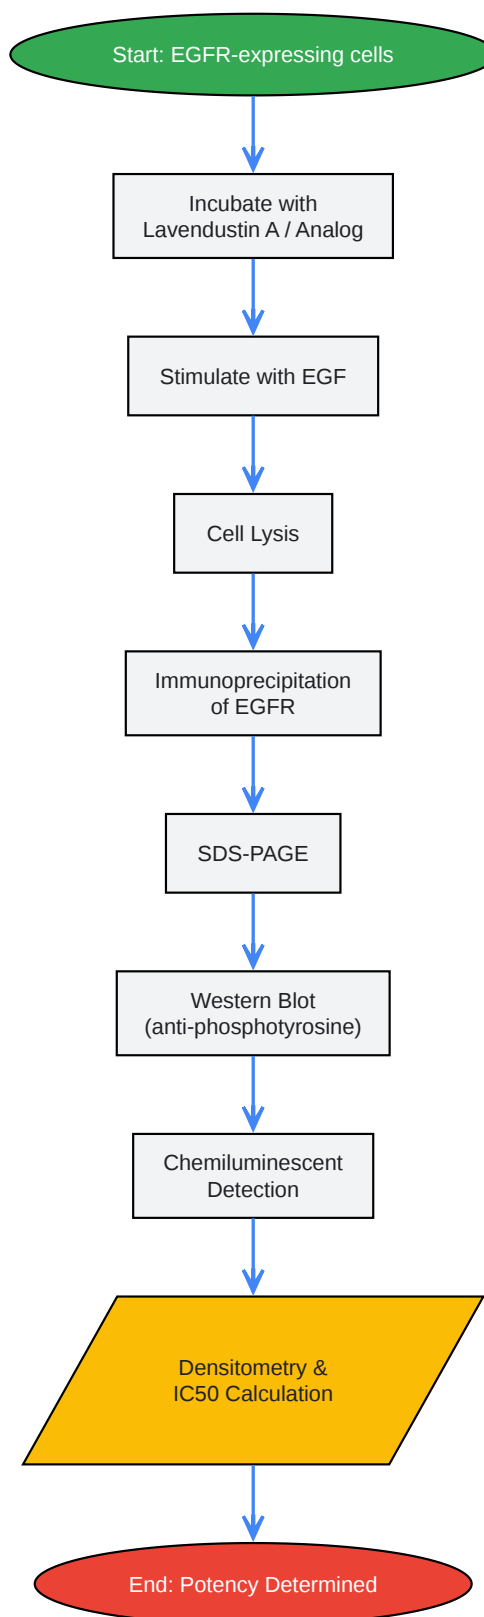 Start: EGFR-expressing cells
Incubate with
Lavendustin A / Analog
Stimulate with EGF
Cell Lysis
Immunoprecipitation
of EGFR
SDS-PAGE
Western Blot
(anti-phosphotyrosine)
Chemiluminescent
Detection
Densitometry &
IC50 Calculation
End: Potency Determined